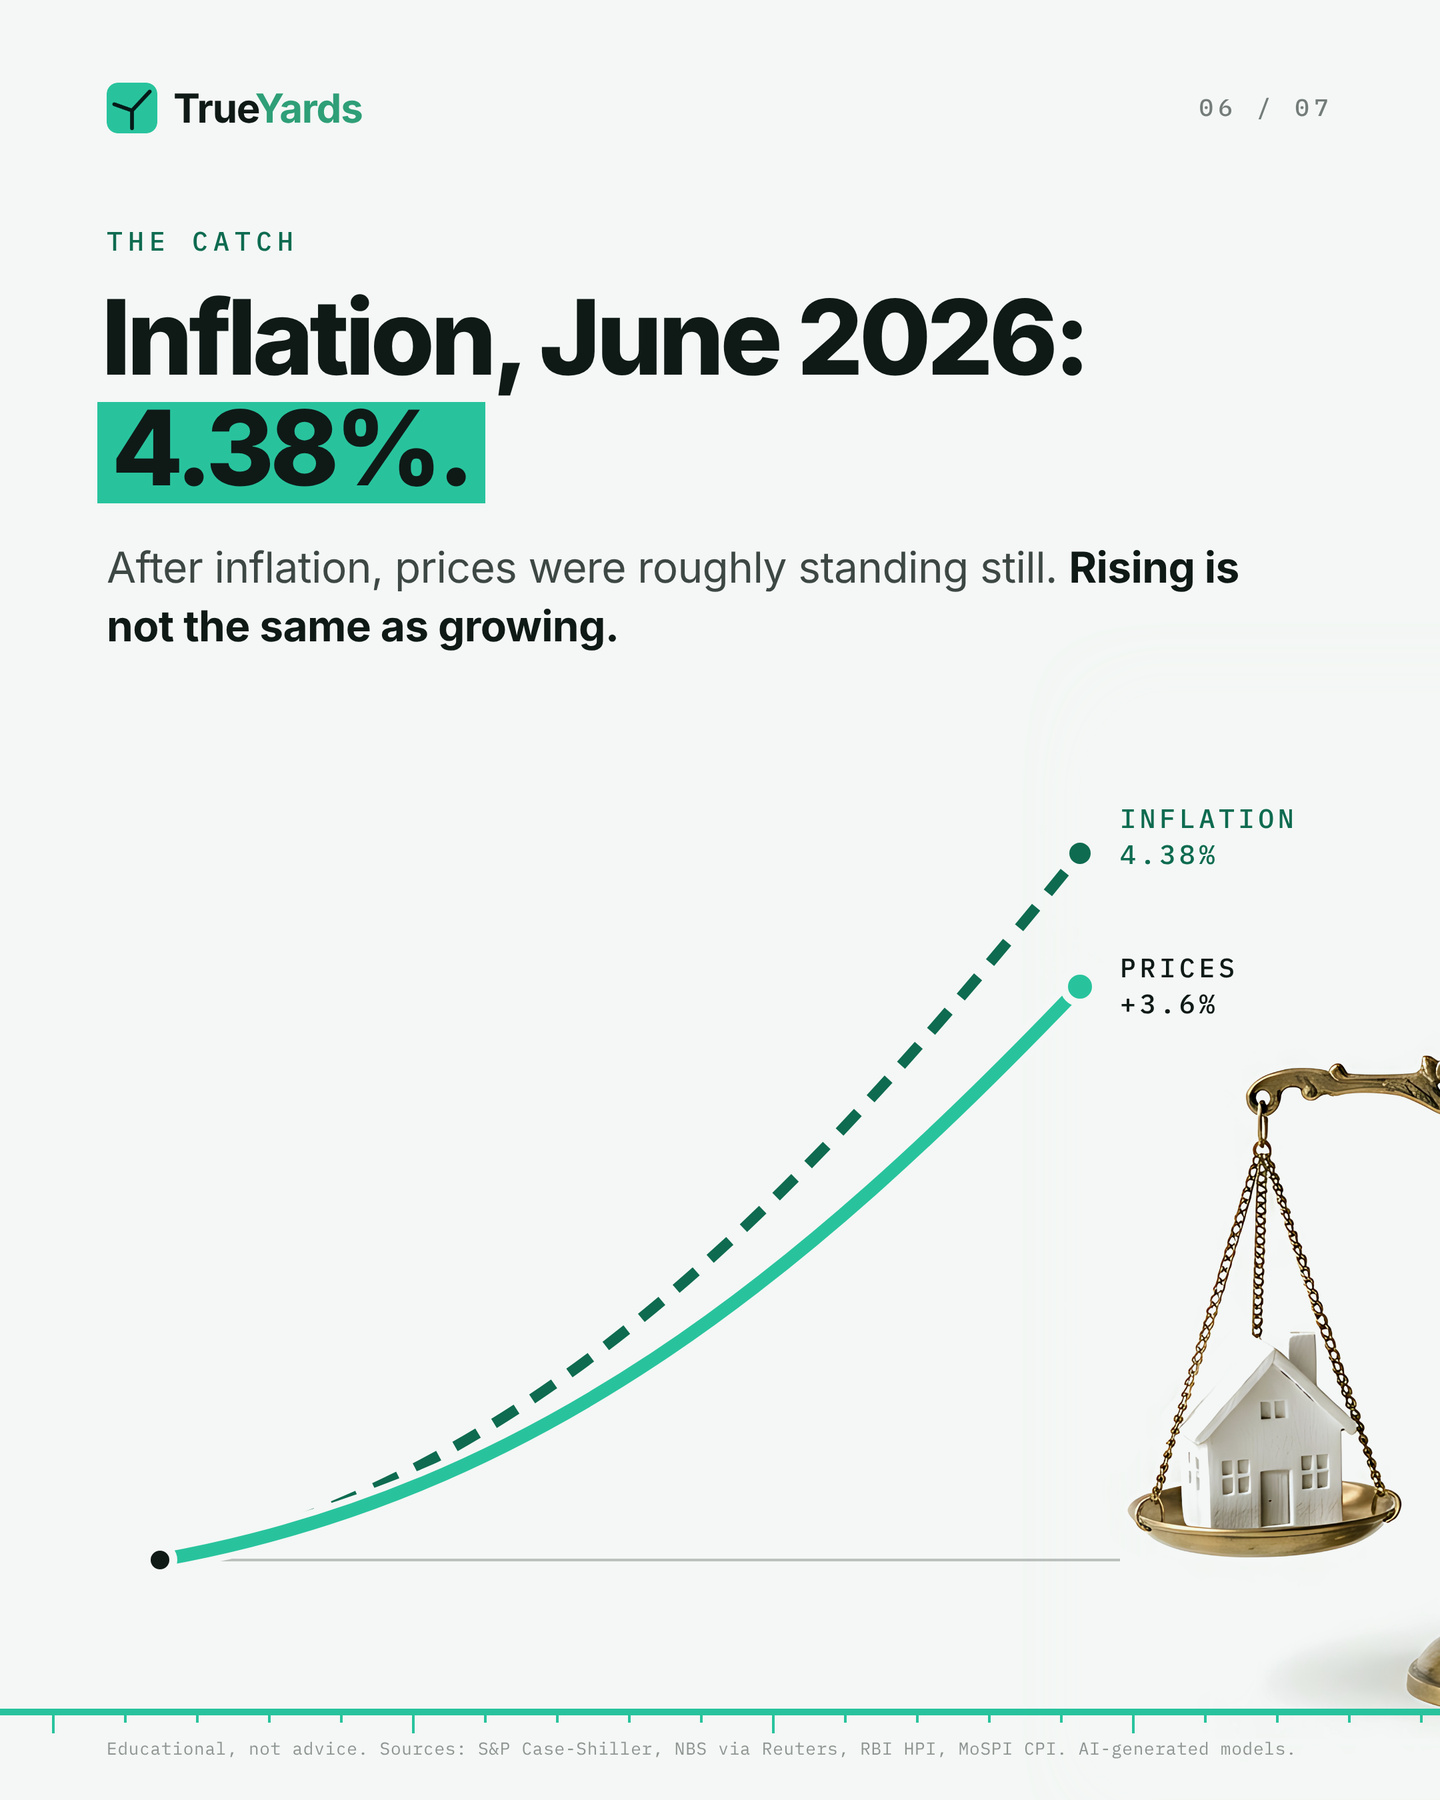 TrueYards
06 / 07
THE CATCH
Inflation, June 2026:
4.38%.
After inflation, prices were roughly standing still. Rising is
not the same as growing.
INFLATION
4.38%
PRICES
+3.6%
Educational, not advice. Sources: S&P Case-Shiller, NBS via Reuters, RBI HPI, MoSPI CPI. AI-generated models.